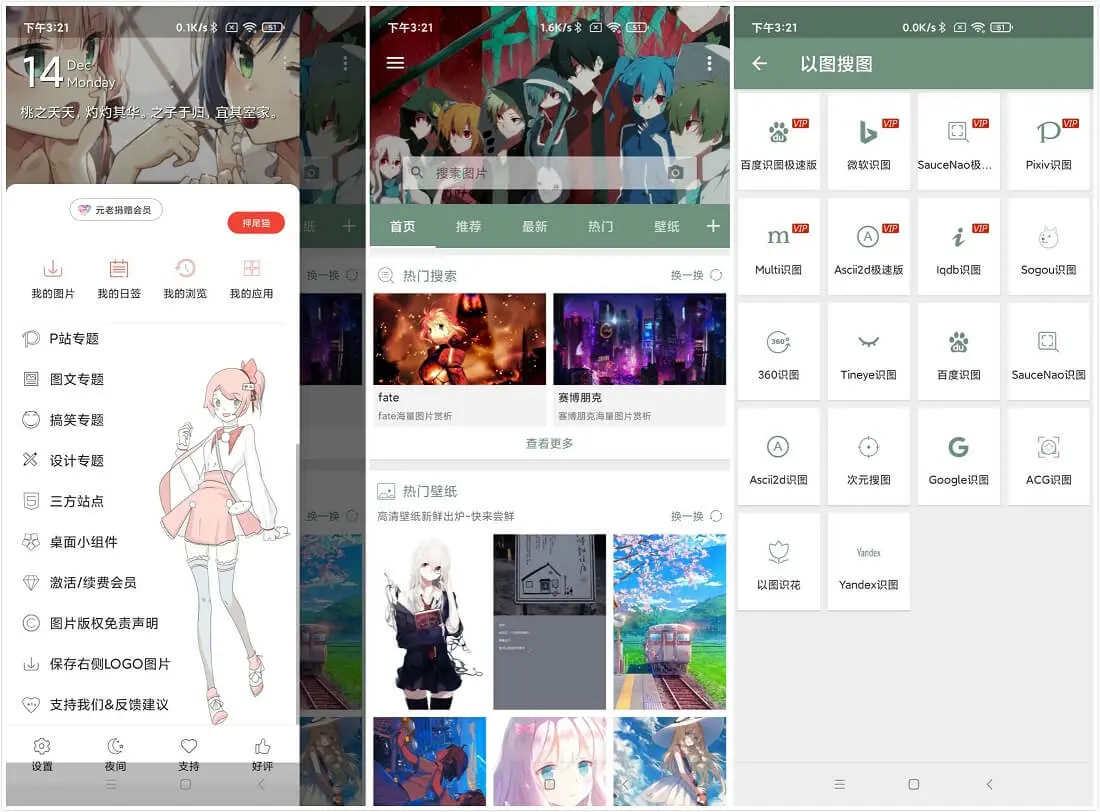 下午3:21
0.1K/s
51
14
Dec
Monday
桃之夭夭，灼灼其华。之子于归，宜其室家。
元老捐赠会员
押尾猫
我的图片
我的日签
我的浏览
我的应用
P站专题
图文专题
搞笑专题
设计专题
三方站点
桌面小组件
激活/续费会员
图片版权免责声明
保存右侧LOGO图片
支持我们&反馈建议
设置
夜间
支持
好评
纸
换一换
换一换
下午3:21
1.6K/s
51
搜索图片
首页
推荐
最新
热门
壁纸
热门搜索
换一换
fate
fate海量图片赏析
赛博朋克
赛博朋克海量图片赏析
查看更多
热门壁纸
高清壁纸新鲜出炉~快来尝鲜
换一换
下午3:21
0.0K/s
51
以图搜图
VIP
百度识图极速版
VIP
微软识图
VIP
SauceNao极...
VIP
Pixiv识图
VIP
Multi识图
VIP
Ascii2d极速版
VIP
Iqdb识图
Sogou识图
360°
360识图
Tineye识图
du
百度识图
SauceNao识图
Ascii2d识图
次元搜图
Google识图
ACG识图
以图识花
Yandex
Yandex识图